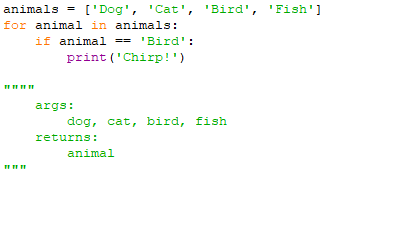 animals = ['Dog', 'Cat', 'Bird', 'Fish']
for animal in animals:
    if animal == 'Bird':
        print('Chirp!')

""""
    args:
        dog, cat, bird, fish
    returns:
        animal
"""